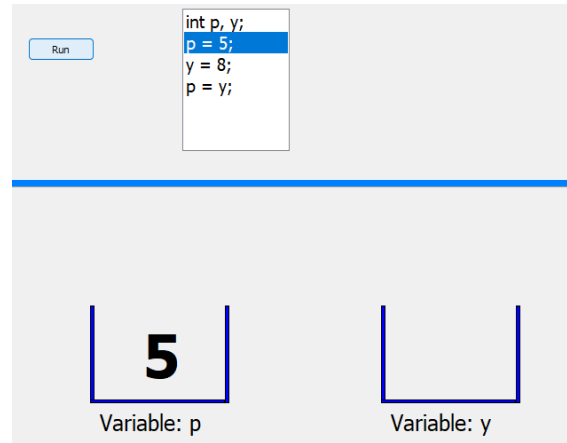 Run
int p, y;
p = 5;
y = 8;
p = y;
5
Variable: p
Variable: y